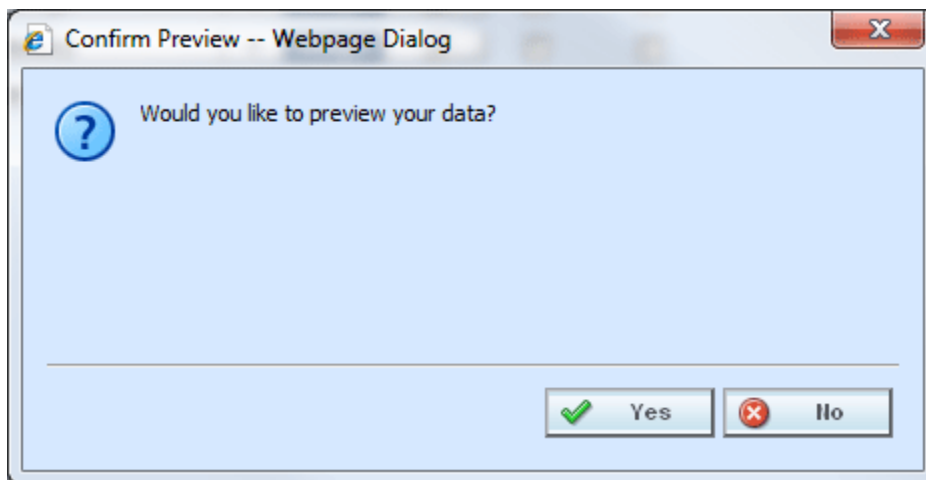 Confirm Preview -- Webpage Dialog
Would you like to preview your data?
Yes
No